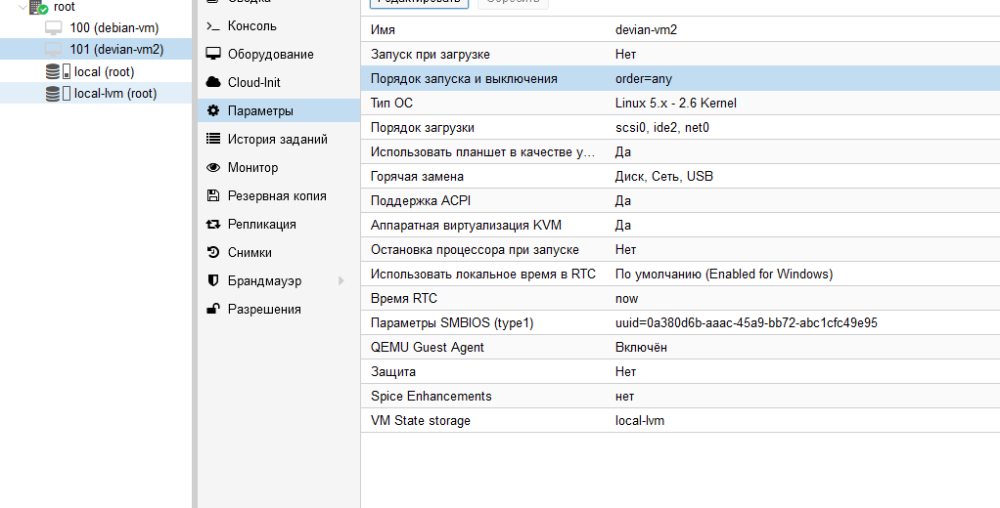 root
100 (debian-vm)
101 (devian-vm2)
local (root)
local-lvm (root)
Сводка
Консоль
Оборудование
Cloud-Init
Параметры
История заданий
Монитор
Резервная копия
Репликация
Снимки
Брандмауэр
Разрешения
Редактировать Сбросить
Имя devian-vm2
Запуск при загрузке Нет
Порядок запуска и выключения order=any
Тип ОС Linux 5.x - 2.6 Kernel
Порядок загрузки scsi0, ide2, net0
Использовать планшет в качестве у... Да
Горячая замена Диск, Сеть, USB
Поддержка ACPI Да
Аппаратная виртуализация KVM Да
Остановка процессора при запуске Нет
Использовать локальное время в RTC По умолчанию (Enabled for Windows)
Время RTC now
Параметры SMBIOS (type1) uuid=0a380d6b-aaac-45a9-bb72-abc1cfc49e95
QEMU Guest Agent Включён
Защита Нет
Spice Enhancements нет
VM State storage local-lvm